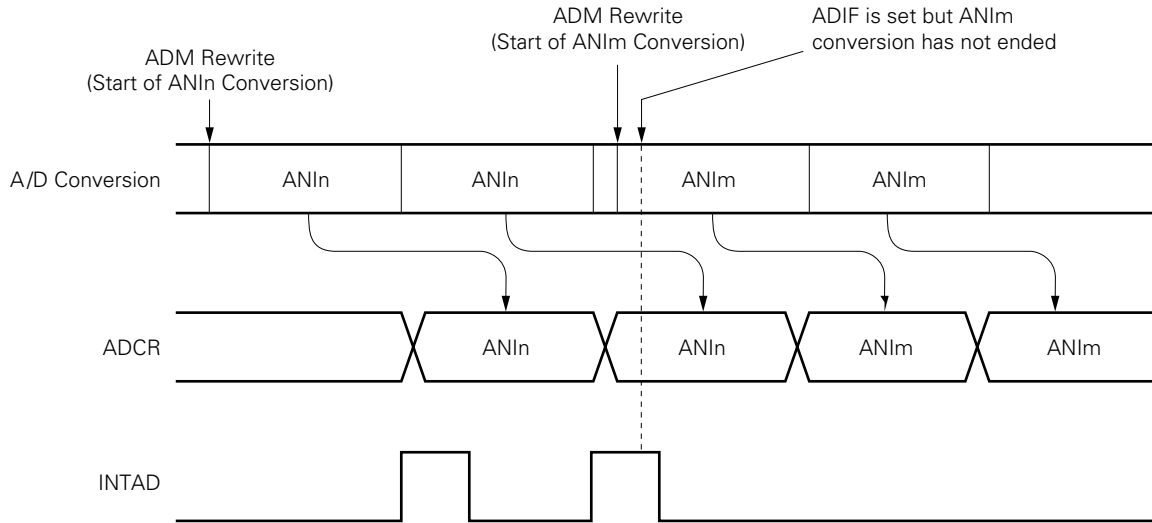 ADM Rewrite
(Start of ANIn Conversion)
ADM Rewrite
(Start of ANIm Conversion)
ADIF is set but ANIm
conversion has not ended
A/D Conversion
ANIn
ANIn
ANIm
ANIm
ADCR
ANIn
ANIn
ANIm
ANIm
INTAD